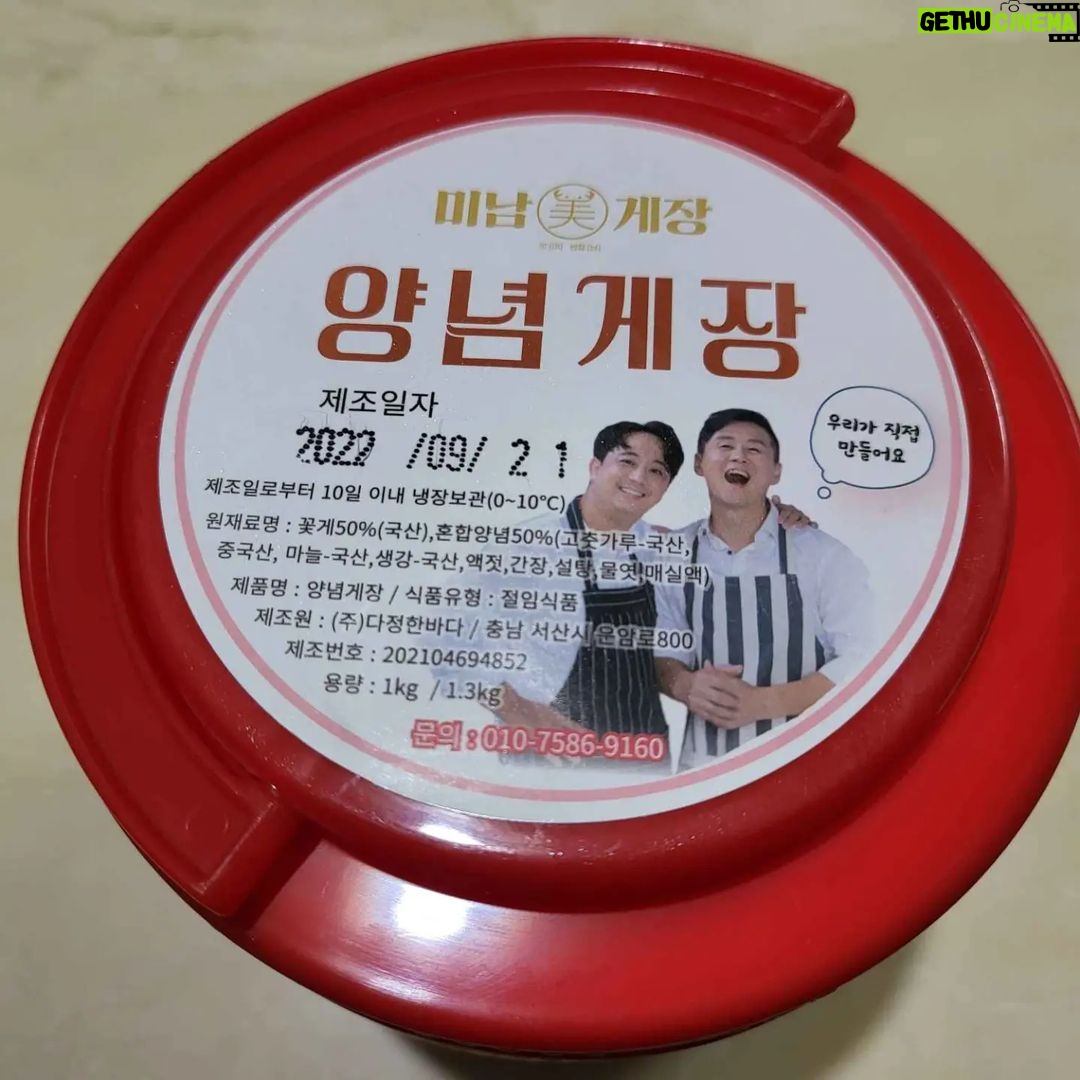 GETHUCINEMA
미남 美 게장
양념게장
제조일자
2022 /09/ 21
우리가 직접
만들어요
제조일로부터 10일 이내 냉장보관(0~10℃)
원재료명 : 꽃게50%(국산),혼합양념50%(고춧가루-국산,
중국산, 마늘-국산,생강-국산,액젓,간장,설탕,물엿,매실액)
제품명 : 양념게장 / 식품유형 : 절임식품
제조원 : (주)다정한바다 / 충남 서산시 운암로800
제조번호 : 202104694852
용량 : 1kg / 1.3kg
문의 : 010-7586-9160